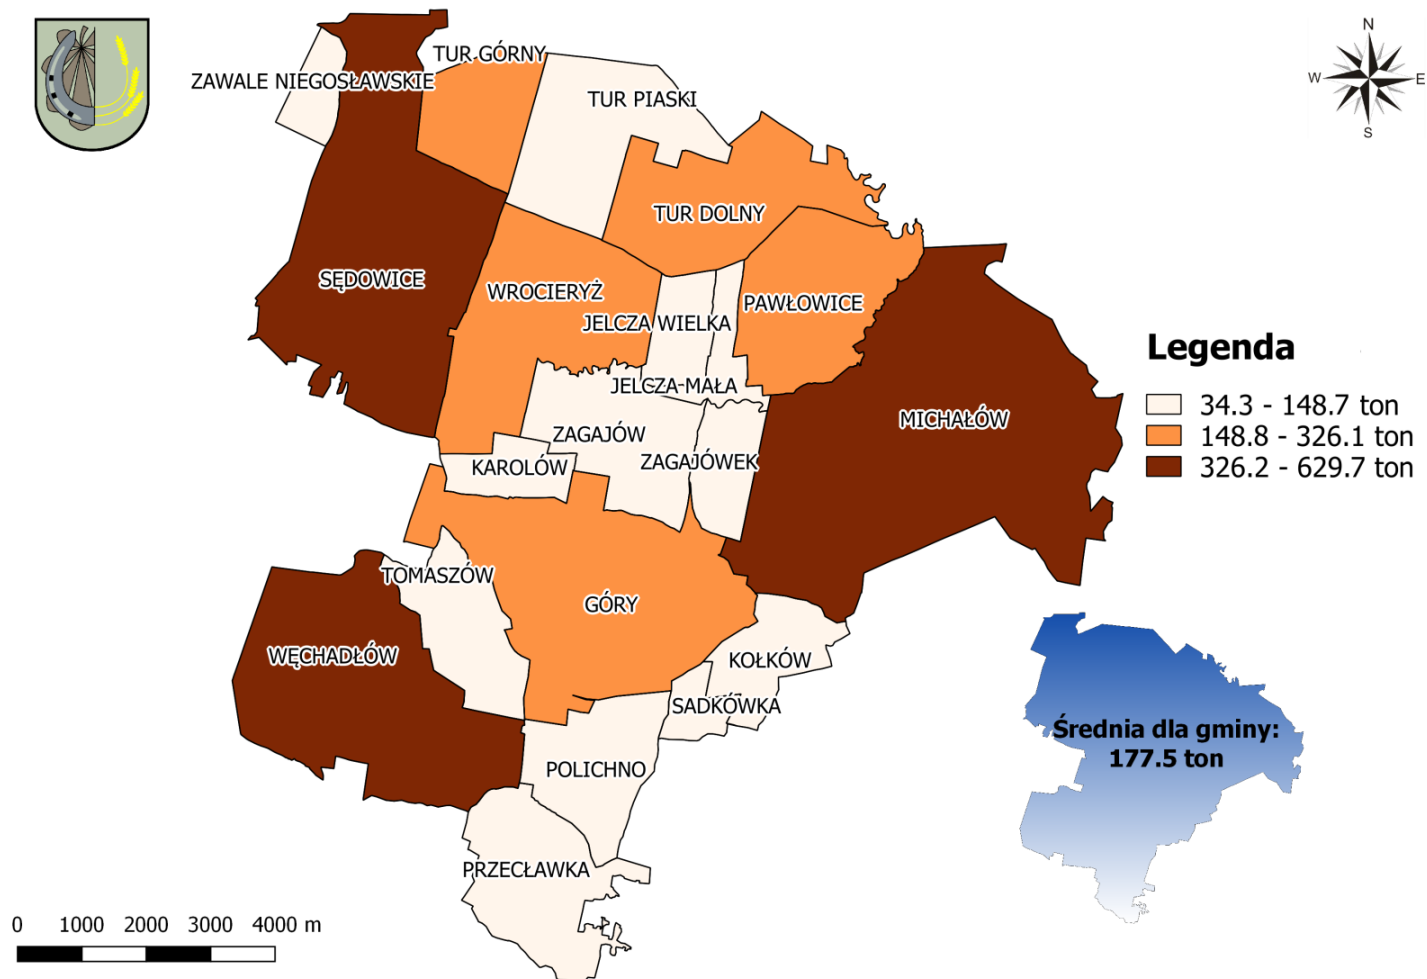 N
W
E
S
TUR GÓRNY
ZAWALE NIEGOSŁAWSKIE
TUR PIASKI
TUR DOLNY
SĘDOWICE
WROCIERYŻ
PAWŁOWICE
JELCZA WIELKA
JELCZA-MAŁA
MICHAŁÓW
ZAGAJÓW
ZAGAJÓWEK
KAROLÓW
TOMASZÓW
GÓRY
WĘCHADŁÓW
KOŁKÓW
SADKÓWKA
POLICHNO
PRZECŁAWKA
Legenda
34.3 - 148.7 ton
148.8 - 326.1 ton
326.2 - 629.7 ton
Średnia dla gminy:
177.5 ton
0 1000 2000 3000 4000 m